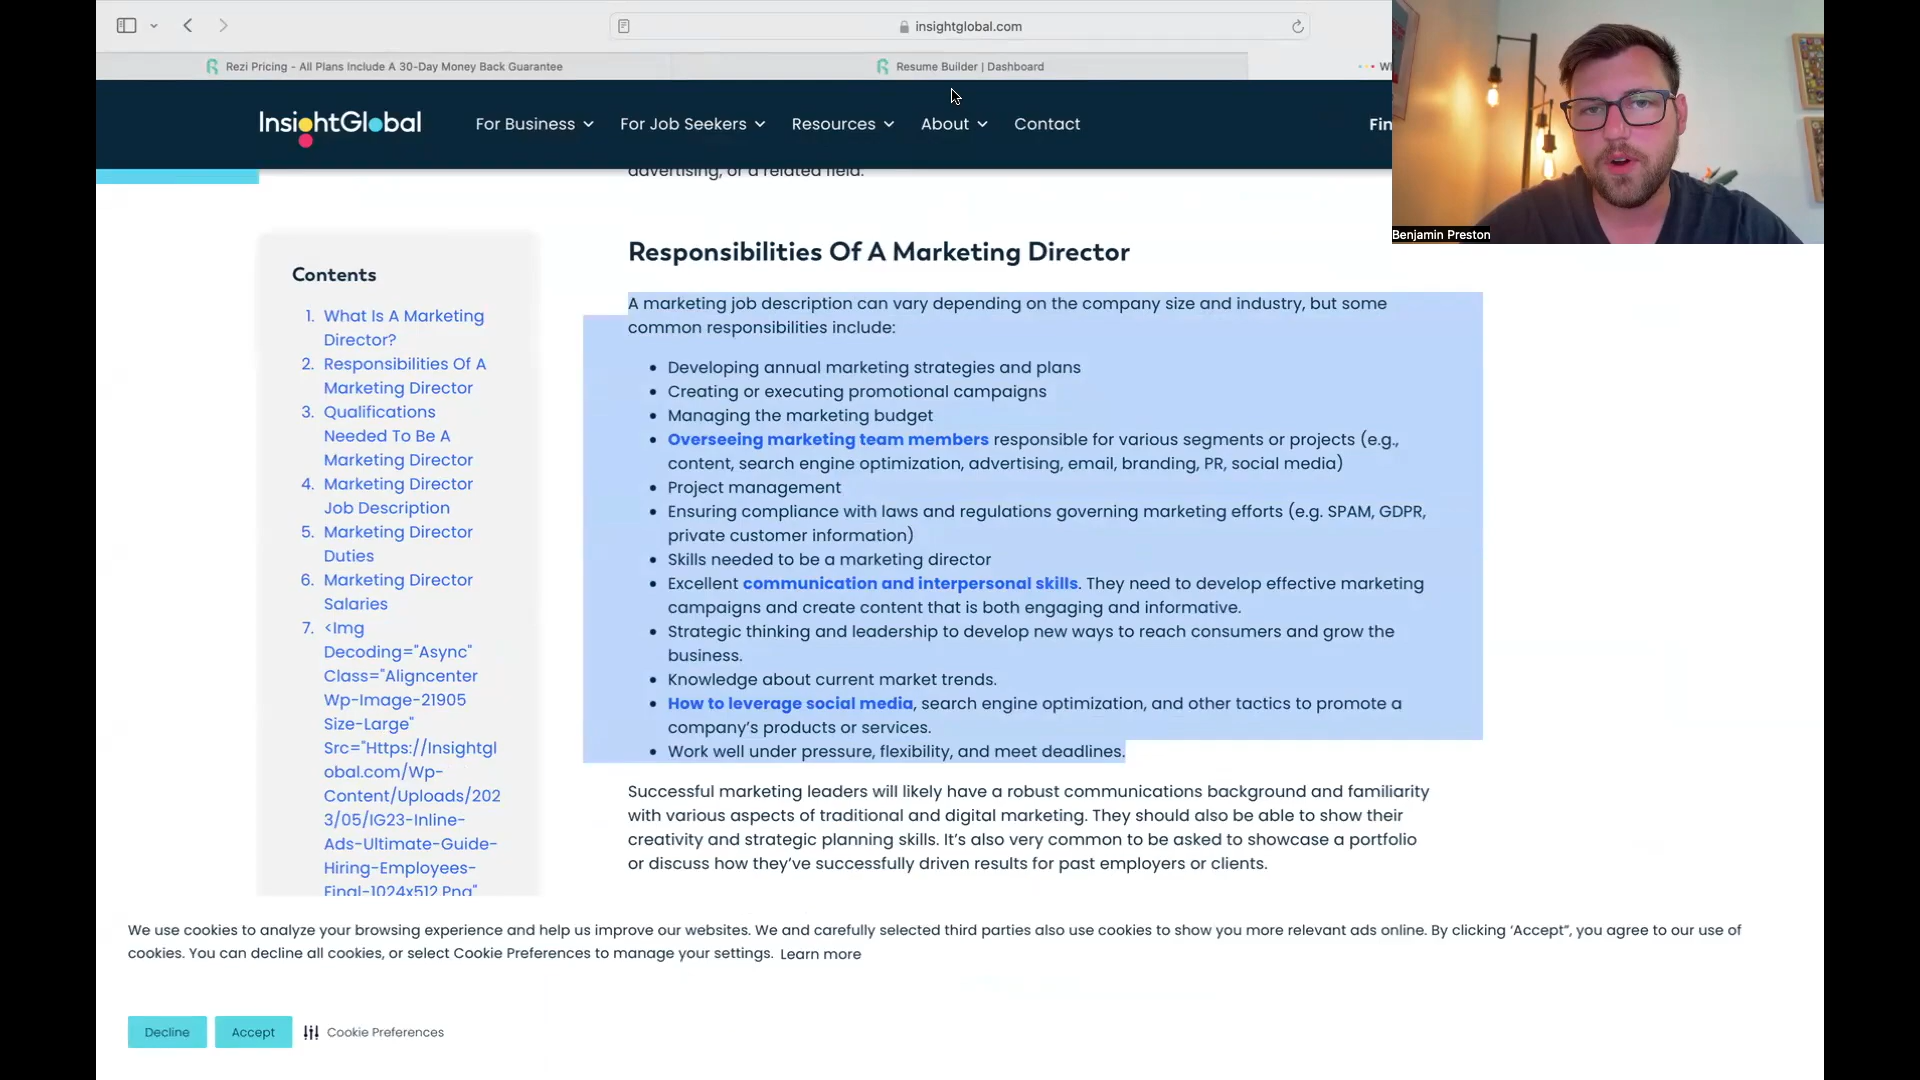 insightglobal.com
Rezi Pricing - All Plans Include A 30-Day Money Back Guarantee
Resume Builder | Dashboard
InsightGlobal
For Business
For Job Seekers
Resources
About
Contact
Benjamin Preston
advertising, or a related field.
Contents
1. What Is A Marketing
Director?
2. Responsibilities Of A
Marketing Director
3. Qualifications
Needed To Be A
Marketing Director
4. Marketing Director
Job Description
5. Marketing Director
Duties
6. Marketing Director
Salaries
7. <Img
Decoding="Async"
Class="Aligncenter
Wp-Image-21905
Size-Large"
Src="Https://Insightgl
obal.com/Wp-
Content/Uploads/202
3/05/IG23-Inline-
Ads-Ultimate-Guide-
Hiring-Employees-
Final-1024x512.Png"
Responsibilities Of A Marketing Director
A marketing job description can vary depending on the company size and industry, but some
common responsibilities include:
• Developing annual marketing strategies and plans
• Creating or executing promotional campaigns
• Managing the marketing budget
• Overseeing marketing team members responsible for various segments or projects (e.g.,
content, search engine optimization, advertising, email, branding, PR, social media)
• Project management
• Ensuring compliance with laws and regulations governing marketing efforts (e.g. SPAM, GDPR,
private customer information)
• Skills needed to be a marketing director
• Excellent communication and interpersonal skills. They need to develop effective marketing
campaigns and create content that is both engaging and informative.
• Strategic thinking and leadership to develop new ways to reach consumers and grow the
business.
• Knowledge about current market trends.
• How to leverage social media, search engine optimization, and other tactics to promote a
company’s products or services.
• Work well under pressure, flexibility, and meet deadlines.
Successful marketing leaders will likely have a robust communications background and familiarity
with various aspects of traditional and digital marketing. They should also be able to show their
creativity and strategic planning skills. It’s also very common to be asked to showcase a portfolio
or discuss how they’ve successfully driven results for past employers or clients.
We use cookies to analyze your browsing experience and help us improve our websites. We and carefully selected third parties also use cookies to show you more relevant ads online. By clicking ‘Accept”, you agree to our use of
cookies. You can decline all cookies, or select Cookie Preferences to manage your settings. Learn more
Decline
Accept
Cookie Preferences